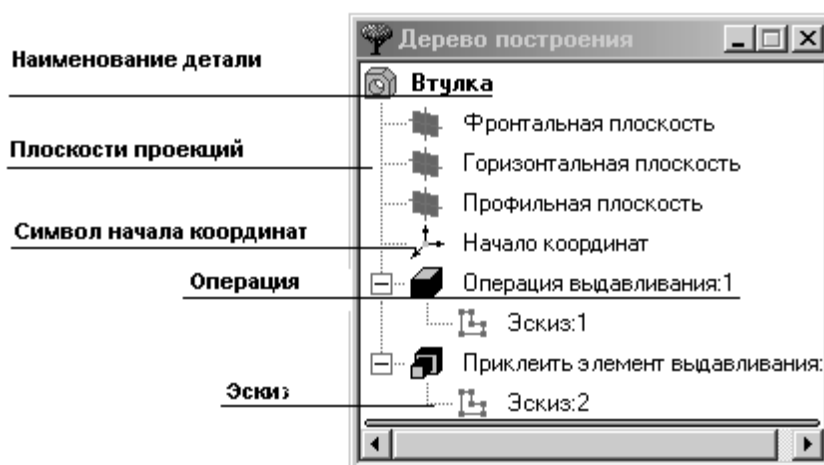 Дерево построения
Наименование детали
Втулка
Фронтальная плоскость
Плоскости проекций
Горизонтальная плоскость
Профильная плоскость
Символ начала координат
Начало координат
Операция
Операция выдавливания:1
Эскиз:1
Приклеить элемент выдавливания:
Эскиз
Эскиз:2